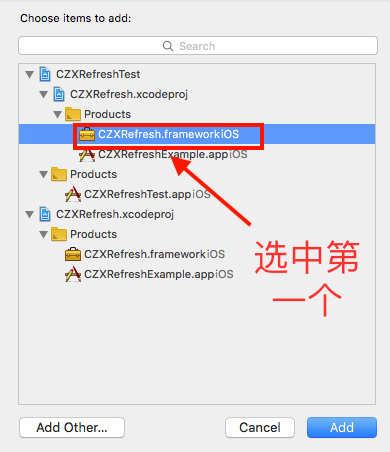 Choose items to add:
Search
CZXRefreshTest
CZXRefresh.xcodeproj
Products
CZXRefresh.frameworkiOS
CZXRefreshExample.appiOS
Products
CZXRefreshTest.appiOS
CZXRefresh.xcodeproj
Products
CZXRefresh.frameworkiOS
CZXRefreshExample.appiOS
选中第
一个
Add Other...
Cancel
Add